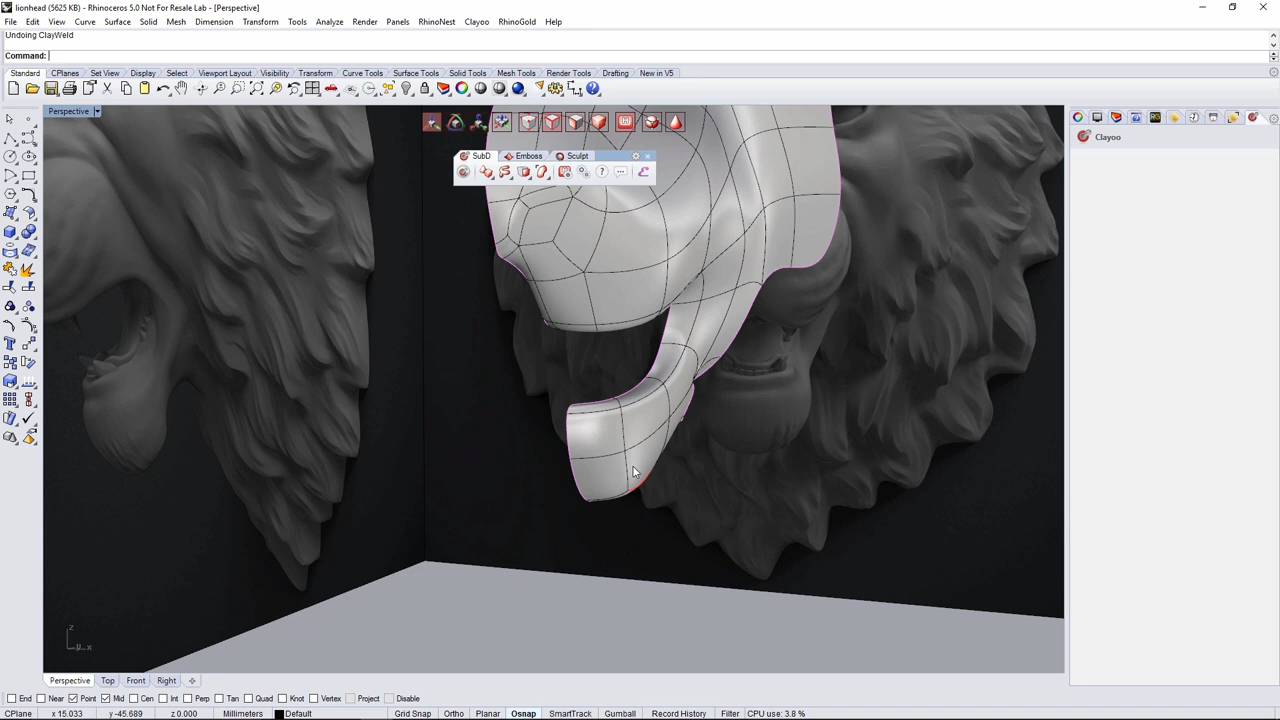 lionhead (5625 KB) - Rhinoceros 5.0 Not For Resale Lab - [Perspective]
File Edit View Curve Surface Solid Mesh Dimension Transform Tools Analyze Render Panels RhinoNest Clayoo RhinoGold Help
Undoing ClayWeld
Command:
Standard CPlanes Set View Display Select Viewport Layout Visibility Transform Curve Tools Surface Tools Solid Tools Mesh Tools Render Tools Drafting New in V5
Perspective
Clayoo
SubD Emboss Sculpt
z
y x
Perspective Top Front Right
End Near Point Mid Cen Int Perp Tan Quad Knot Vertex Project Disable
CPlane x 15.033 y -45.689 z 0.000 Millimeters Default Grid Snap Ortho Planar Osnap SmartTrack Gumball Record History Filter CPU use: 3.8 %